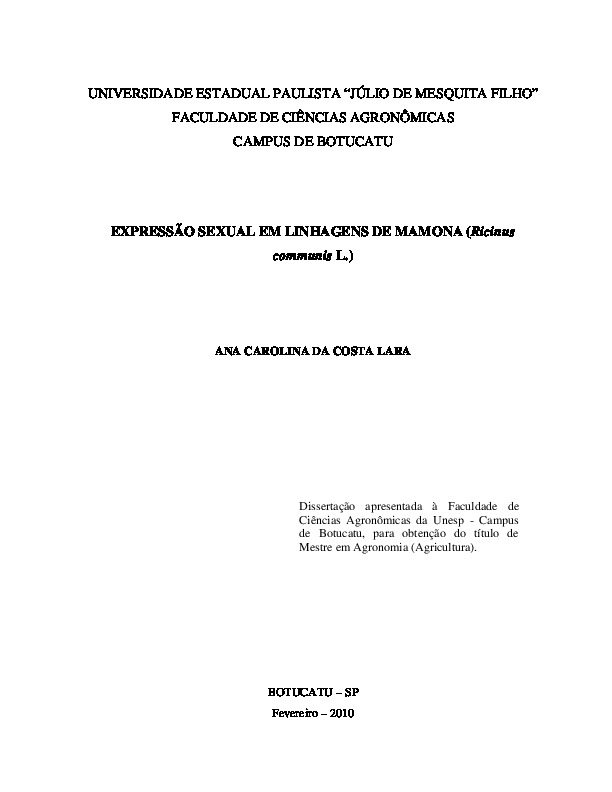 UNIVERSIDADE ESTADUAL PAULISTA “JÚLIO DE MESQUITA FILHO”
FACULDADE DE CIÊNCIAS AGRONÔMICAS
CAMPUS DE BOTUCATU
EXPRESSÃO SEXUAL EM LINHAGENS DE MAMONA (Ricinus
communis L.)
ANA CAROLINA DA COSTA LARA
Dissertação apresentada à Faculdade de
Ciências Agronômicas da Unesp - Campus
de Botucatu, para obtenção do título de
Mestre em Agronomia (Agricultura).
BOTUCATU – SP
Fevereiro – 2010